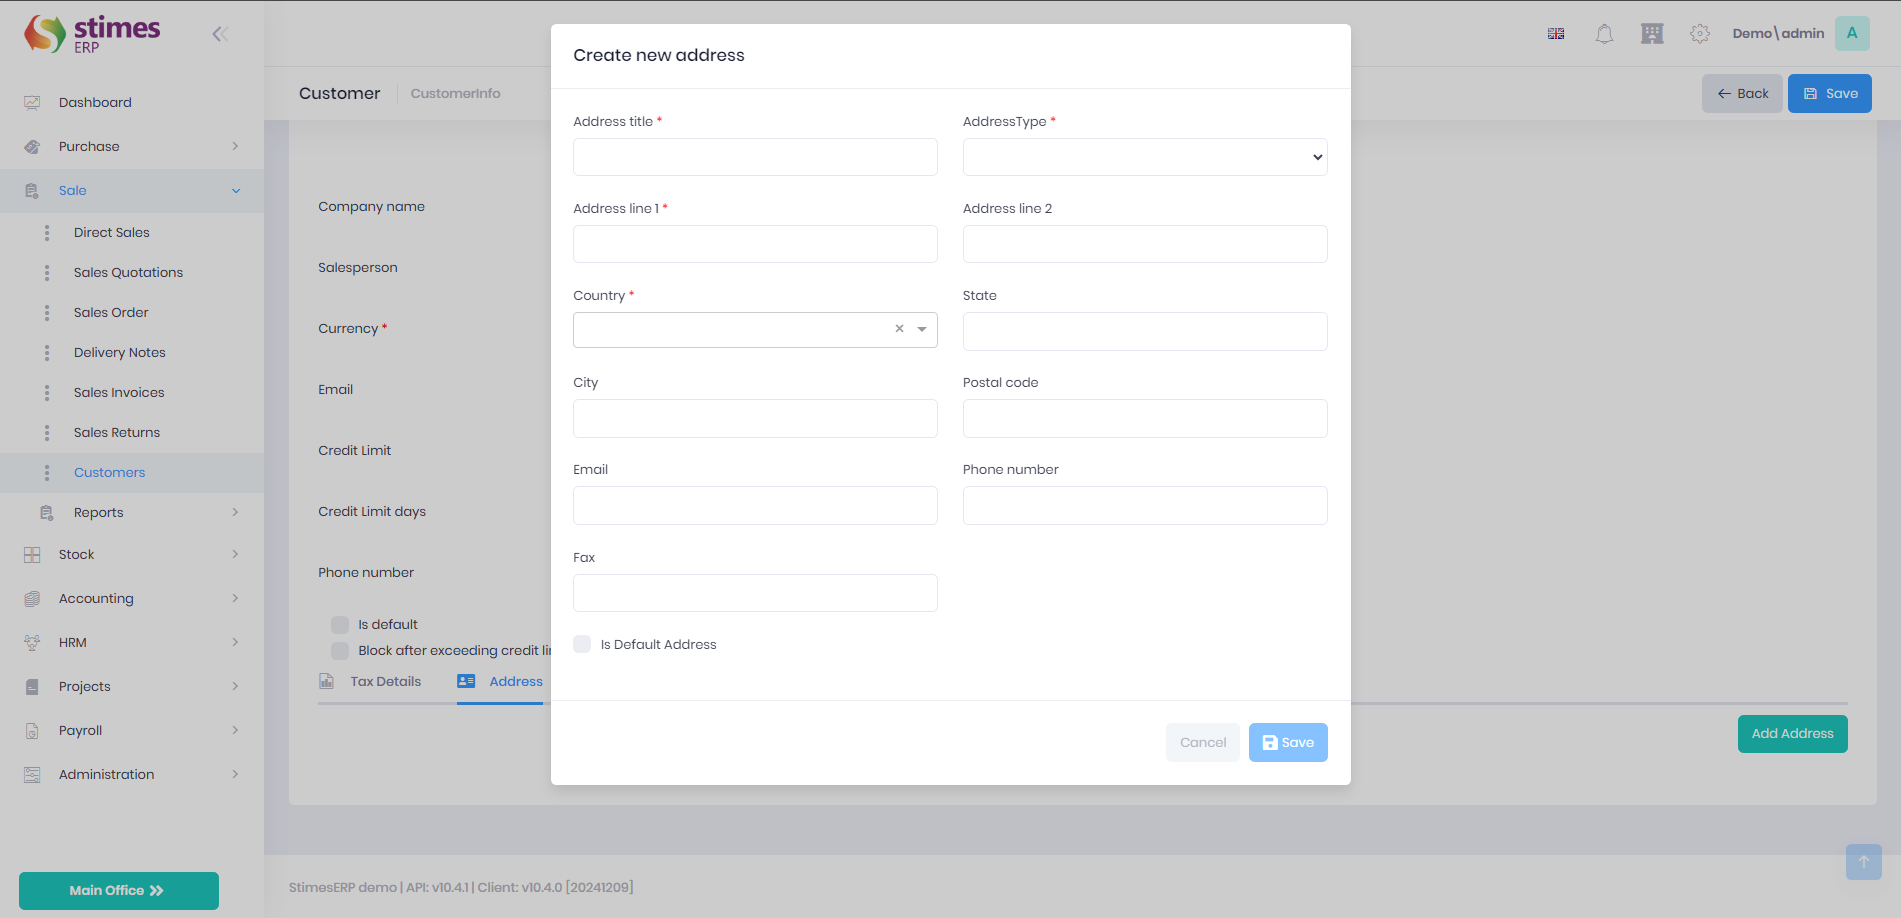 stimes
ERP
Dashboard
Purchase
Sale
Direct Sales
Sales Quotations
Sales Order
Delivery Notes
Sales Invoices
Sales Returns
Customers
Reports
Stock
Accounting
HRM
Projects
Payroll
Administration
Main Office
Demo\admin
A
Customer
CustomerInfo
Back
Save
Company name
Salesperson
Currency *
Email
Credit Limit
Credit Limit days
Phone number
Is default
Block after exceeding credit
Tax Details
Address
Add Address
Create new address
Address title *
AddressType *
Address line 1 *
Address line 2
Country *
State
City
Postal code
Email
Phone number
Fax
Is Default Address
Cancel
Save
StimesERP demo | API: v10.4.1 | Client: v10.4.0 [20241209]